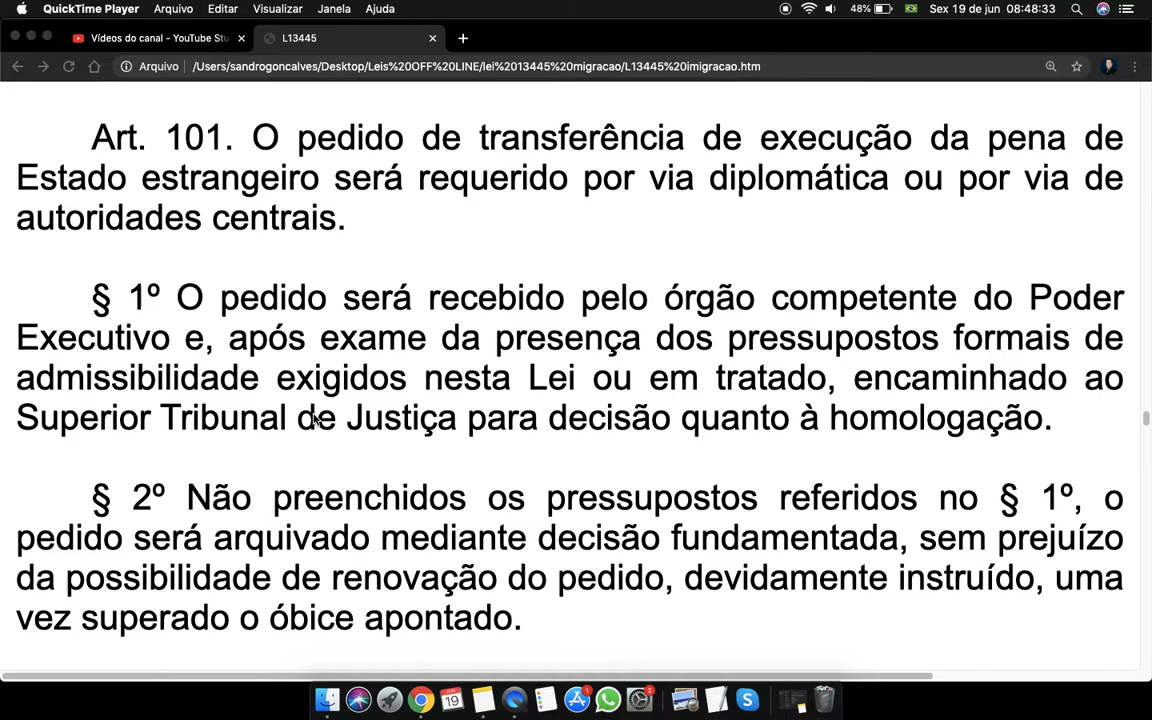 QuickTime Player Arquivo Editar Visualizar Janela Ajuda 48% Sex 19 de jun 08:48:33
Vídeos do canal - YouTube Stu L13445
Arquivo /Users/sandrogoncalves/Desktop/Leis%20OFF%20LINE/lei%2013445%20migracao/L13445%20imigracao.htm
Art. 101. O pedido de transferência de execução da pena de
Estado estrangeiro será requerido por via diplomática ou por via de
autoridades centrais.
§ 1º O pedido será recebido pelo órgão competente do Poder
Executivo e, após exame da presença dos pressupostos formais de
admissibilidade exigidos nesta Lei ou em tratado, encaminhado ao
Superior Tribunal de Justiça para decisão quanto à homologação.
§ 2º Não preenchidos os pressupostos referidos no § 1º, o
pedido será arquivado mediante decisão fundamentada, sem prejuízo
da possibilidade de renovação do pedido, devidamente instruído, uma
vez superado o óbice apontado.
JUN
19
1
2